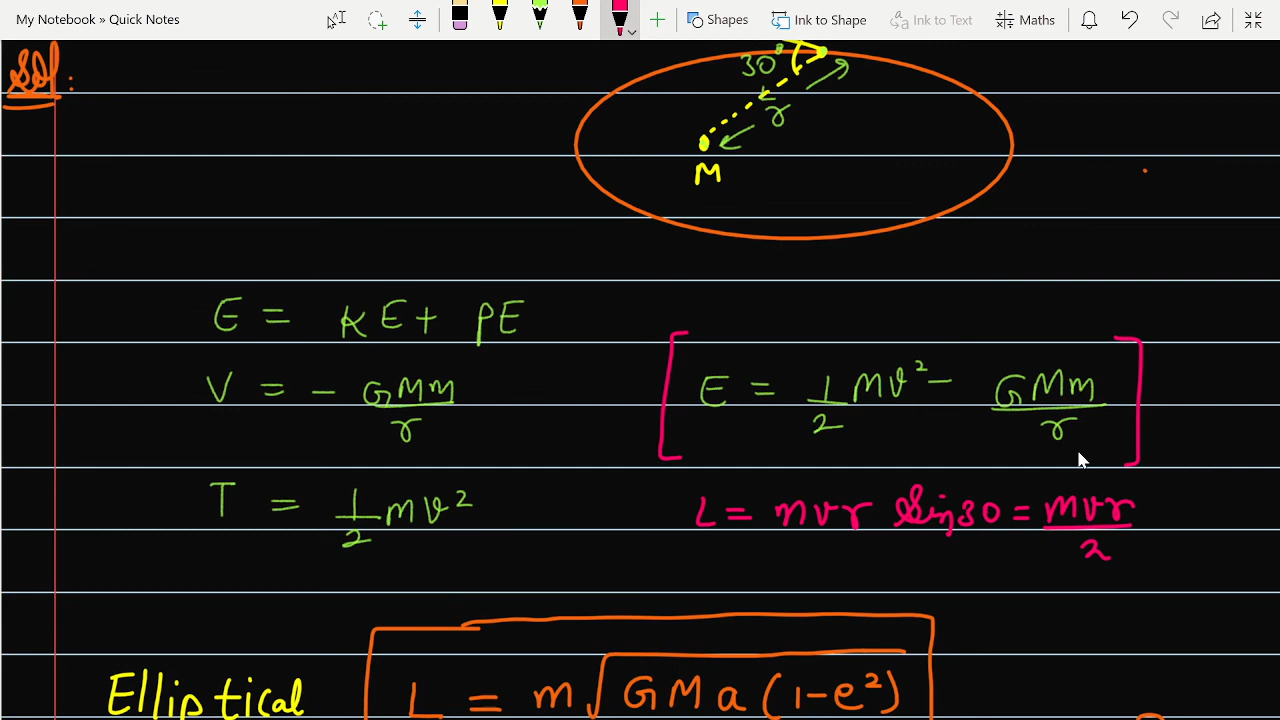 My Notebook » Quick Notes
Shapes
Ink to Shape
Ink to Text
Maths
Sol :
30°
r
M
E = KE + PE
V = - GMm/r
E = 1/2 mv² - GMm/r
T = 1/2 mv²
L = mvr Sin30 = mvr/2
Elliptical
L = m√GMa(1-e²)